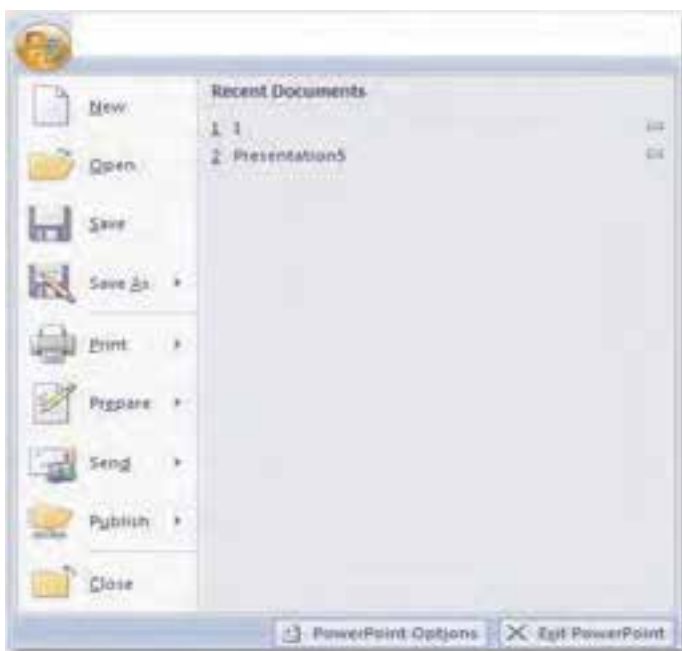 New
Open
Save
Save As
Print
Prepare
Send
Publish
Close
Recent Documents
1 1
2 Presentation5
PowerPoint Options
Exit PowerPoint